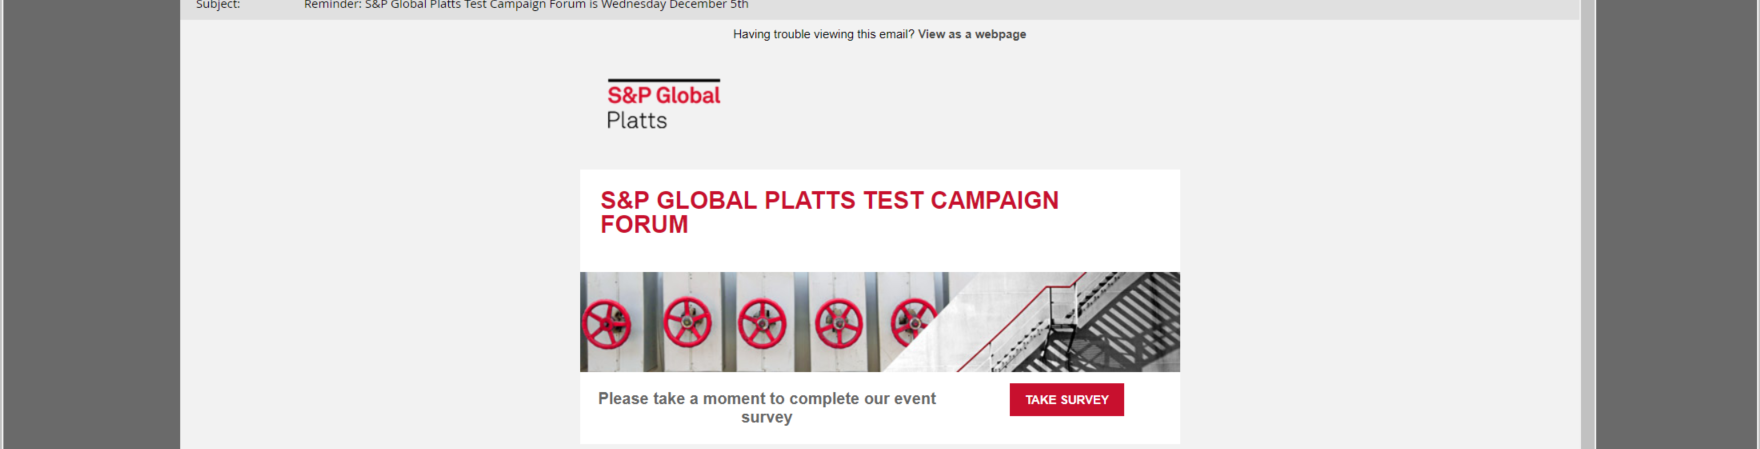 Subject: Reminder: S&P Global Platts Test Campaign Forum is Wednesday December 5th
Having trouble viewing this email? View as a webpage
S&P Global
Platts
S&P GLOBAL PLATTS TEST CAMPAIGN
FORUM
Please take a moment to complete our event
survey
TAKE SURVEY